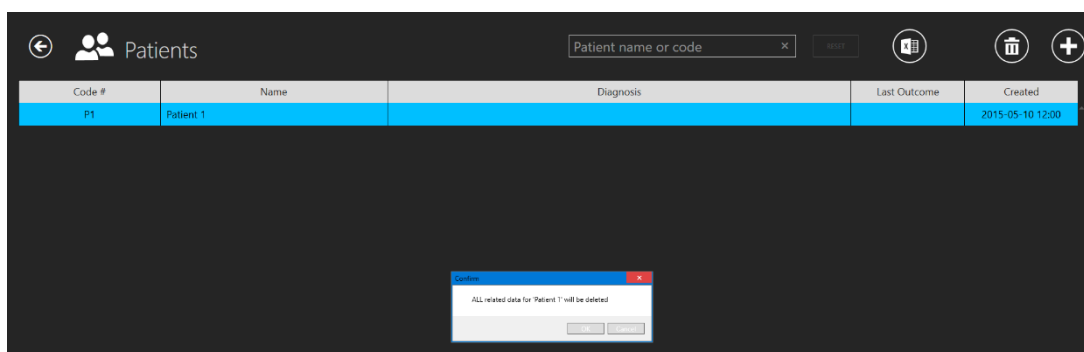 Patients
Patient name or code
RESET
Code # Name Diagnosis Last Outcome Created
P1 Patient 1 2015-05-10 12:00
Confirm
ALL related data for 'Patient 1' will be deleted
OK Cancel